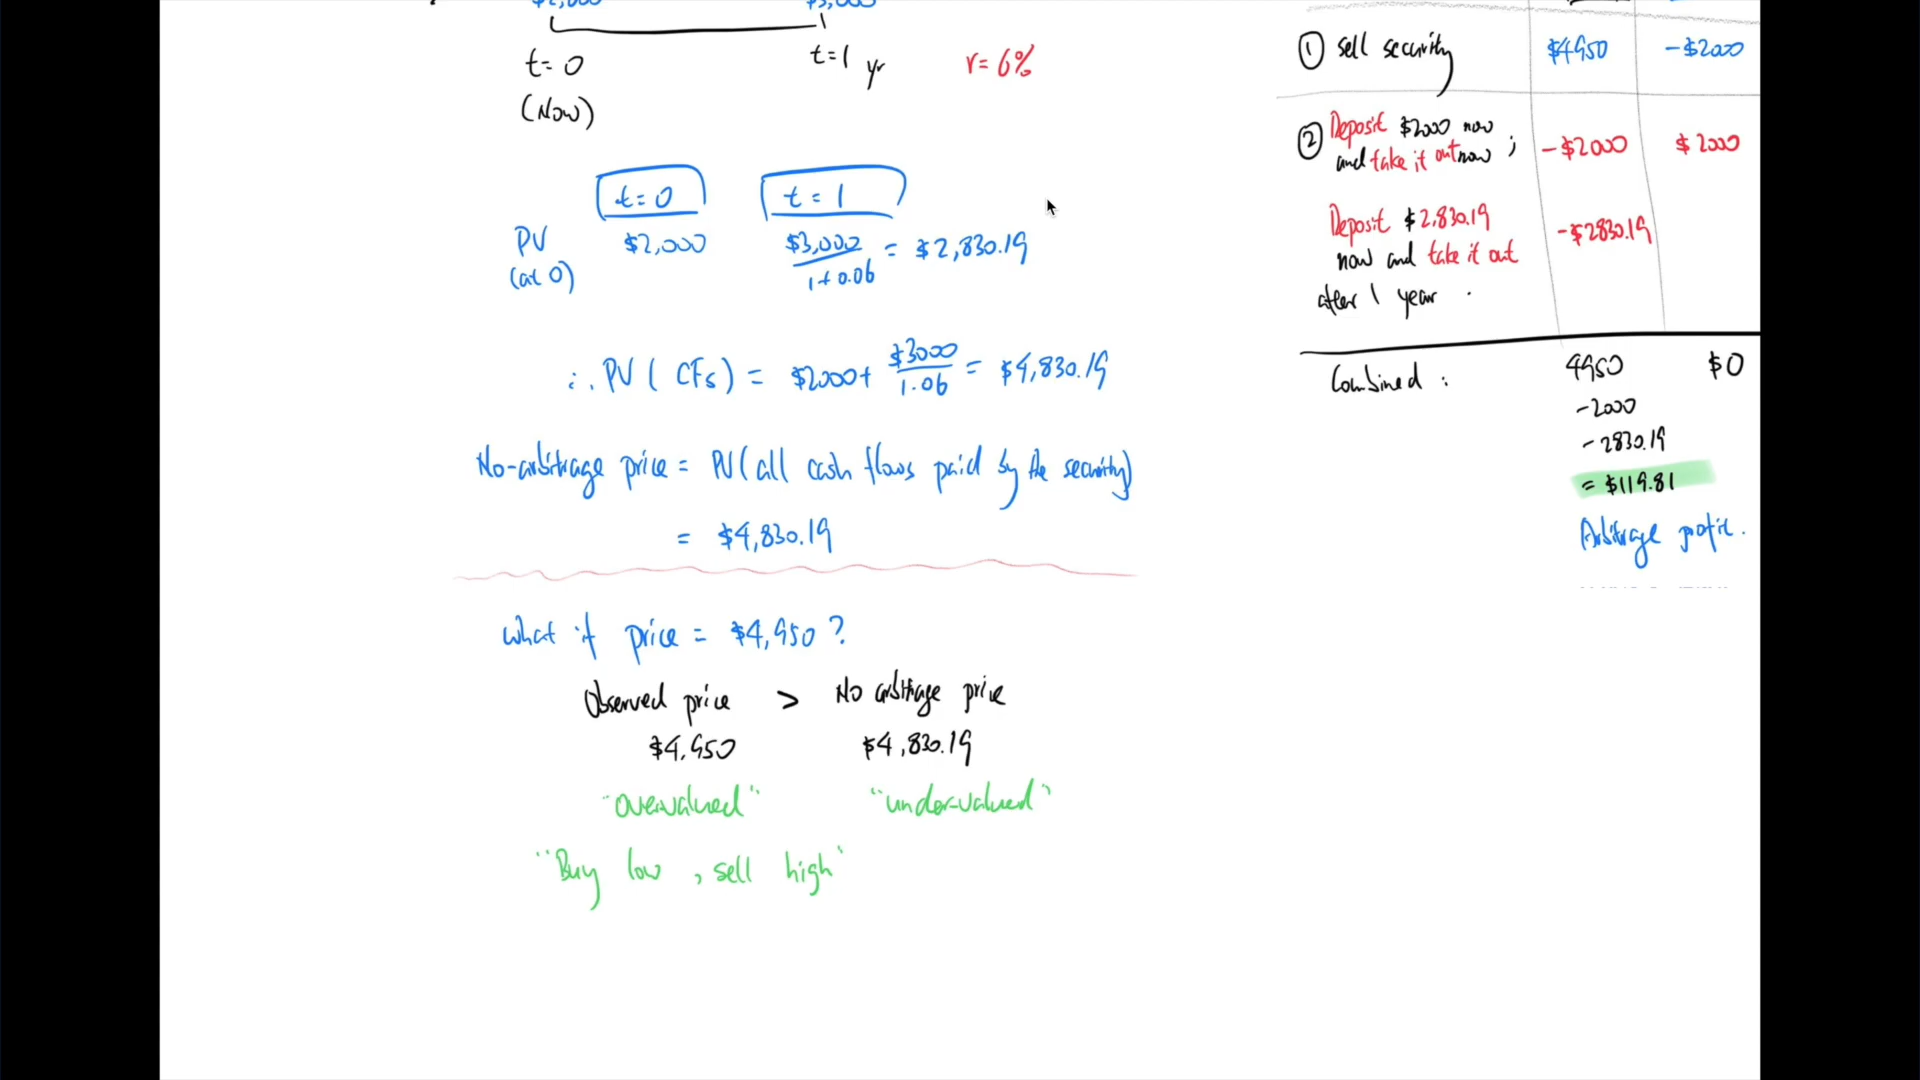 t=0
t=1 yr
r=6%
(Now)
t=0
t=1
PV
(at 0)
$2,000
$3,000
1+0.06
= $2,830.19
∴ PV ( CFs ) = $2000+ $3000
1.06
= $4,830.19
No-arbitrage price = PV(all cash flows paid by the security)
= $4,830.19
What if price = $4,950 ?
Observed price > No arbitrage price
$4,950 $4,830.19
"overvalued" "under-valued"
"Buy low, sell high"
① sell security $4950 -$2000
② Deposit $2000 now
and take it out now ;
-$2000 $2000
Deposit $2,830.19
now and take it out
after 1 year .
-$2830.19
Combined : 4950 $0
-2000
-2830.19
= $119.81
Arbitrage profit.